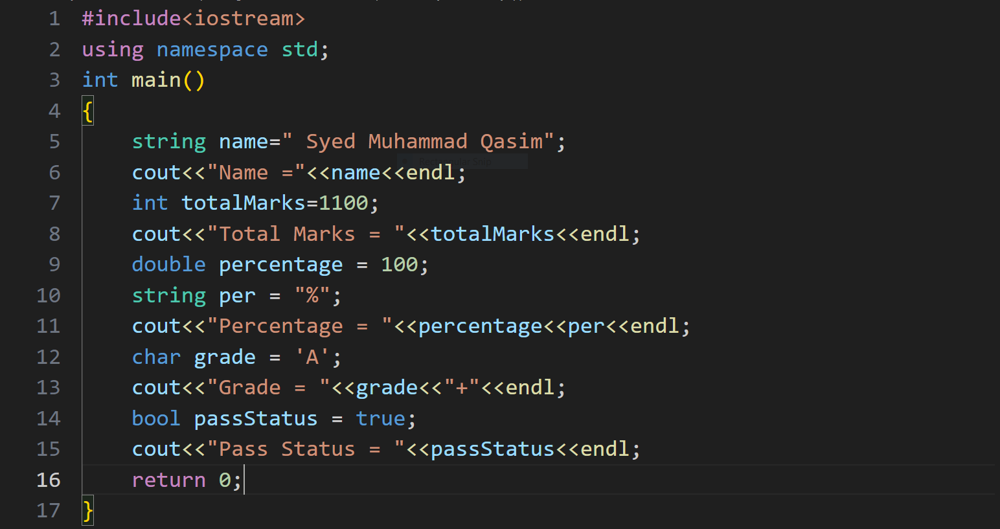 1 #include<iostream>
2 using namespace std;
3 int main()
4 {
5     string name=" Syed Muhammad Qasim";
Rectangular Snip
6     cout<<"Name ="<<name<<endl;
7     int totalMarks=1100;
8     cout<<"Total Marks = "<<totalMarks<<endl;
9     double percentage = 100;
10     string per = "%";
11     cout<<"Percentage = "<<percentage<<per<<endl;
12     char grade = 'A';
13     cout<<"Grade = "<<grade<<"+"<<endl;
14     bool passStatus = true;
15     cout<<"Pass Status = "<<passStatus<<endl;
16     return 0;
17 }